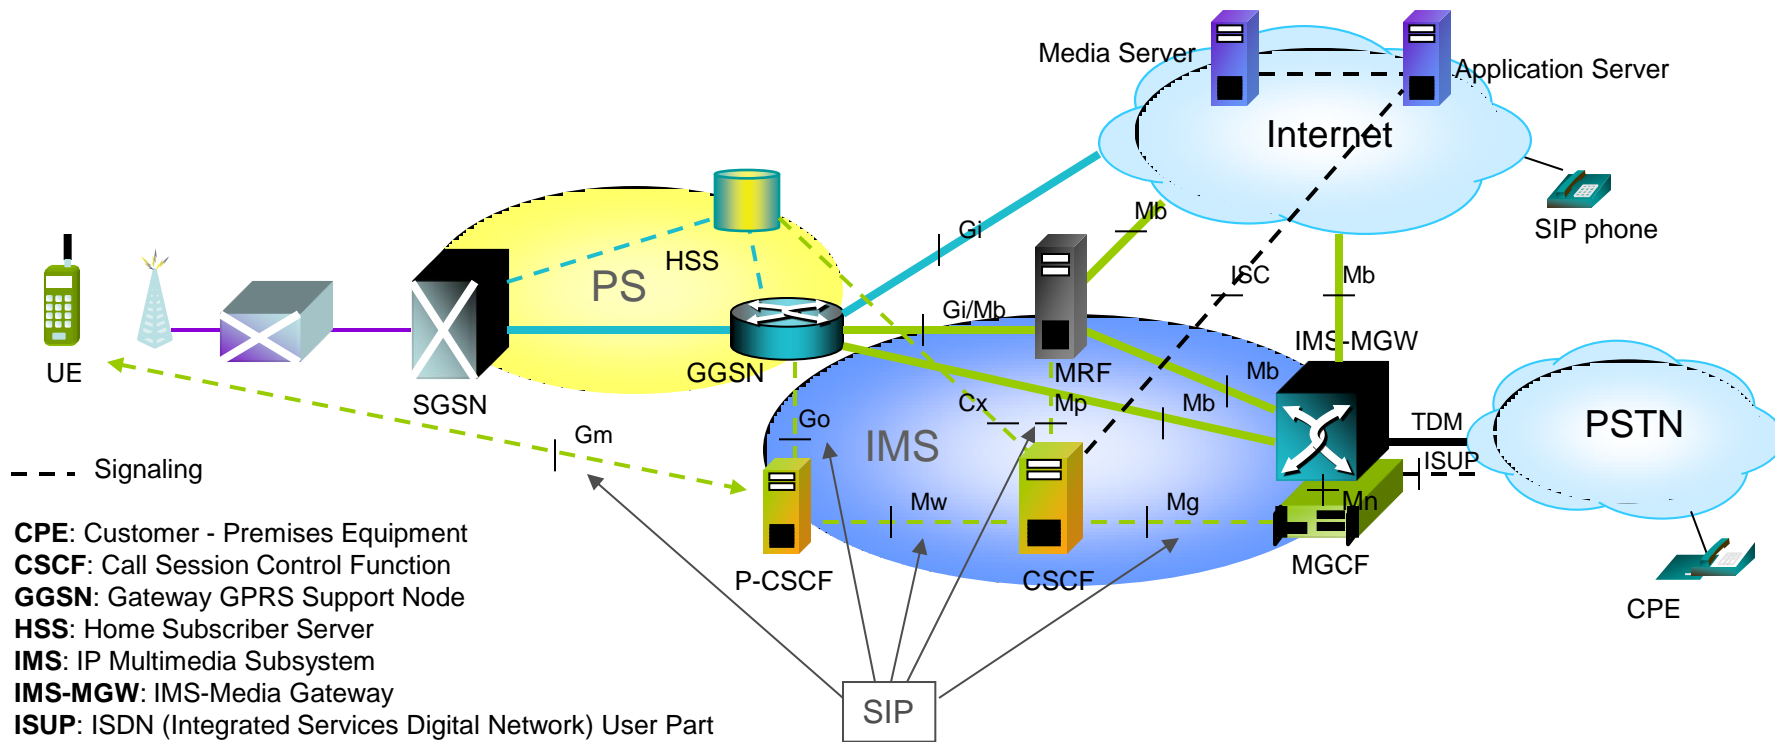 Media Server
Application Server
Internet
SIP phone
Mb
Gi
HSS
PS
ISC
Mb
Gi/Mb
IMS-MGW
UE
GGSN
MRF
Mb
SGSN
Cx
Mp
Mb
Go
TDM
PSTN
Gm
IMS
ISUP
Signaling
Mw
Mg
Mn
P-CSCF
CSCF
MGCF
CPE
CPE: Customer - Premises Equipment
CSCF: Call Session Control Function
GGSN: Gateway GPRS Support Node
HSS: Home Subscriber Server
IMS: IP Multimedia Subsystem
IMS-MGW: IMS-Media Gateway
ISUP: ISDN (Integrated Services Digital Network) User Part
SIP